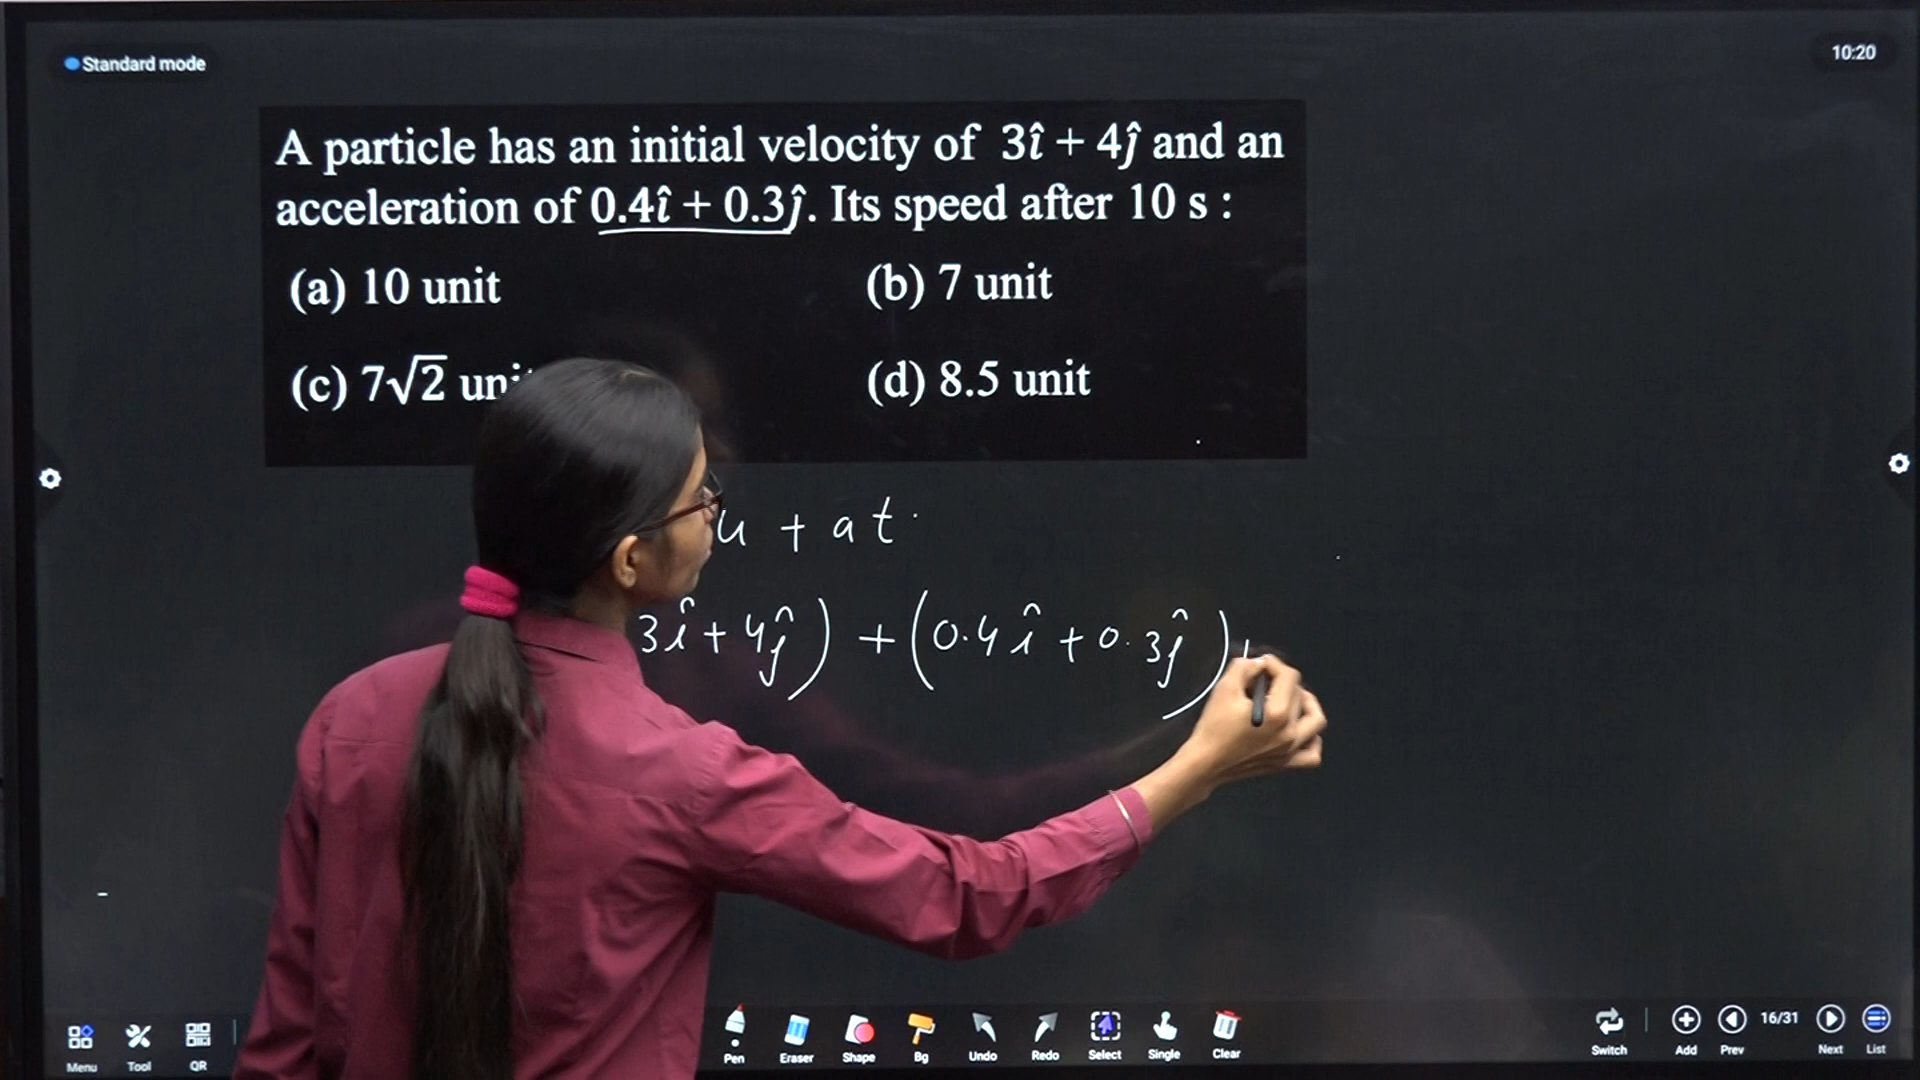 Standard mode
10:20
A particle has an initial velocity of 3î + 4ĵ and an
acceleration of 0.4î + 0.3ĵ. Its speed after 10 s :
(a) 10 unit (b) 7 unit
(c) 7√2 (d) 8.5 unit
u + at
3î + 4ĵ) + (0.4î + 0.3ĵ)
Menu Tool QR Pen Eraser Shape Bg Undo Redo Select Single Clear Switch Add Prev 16/31 Next List